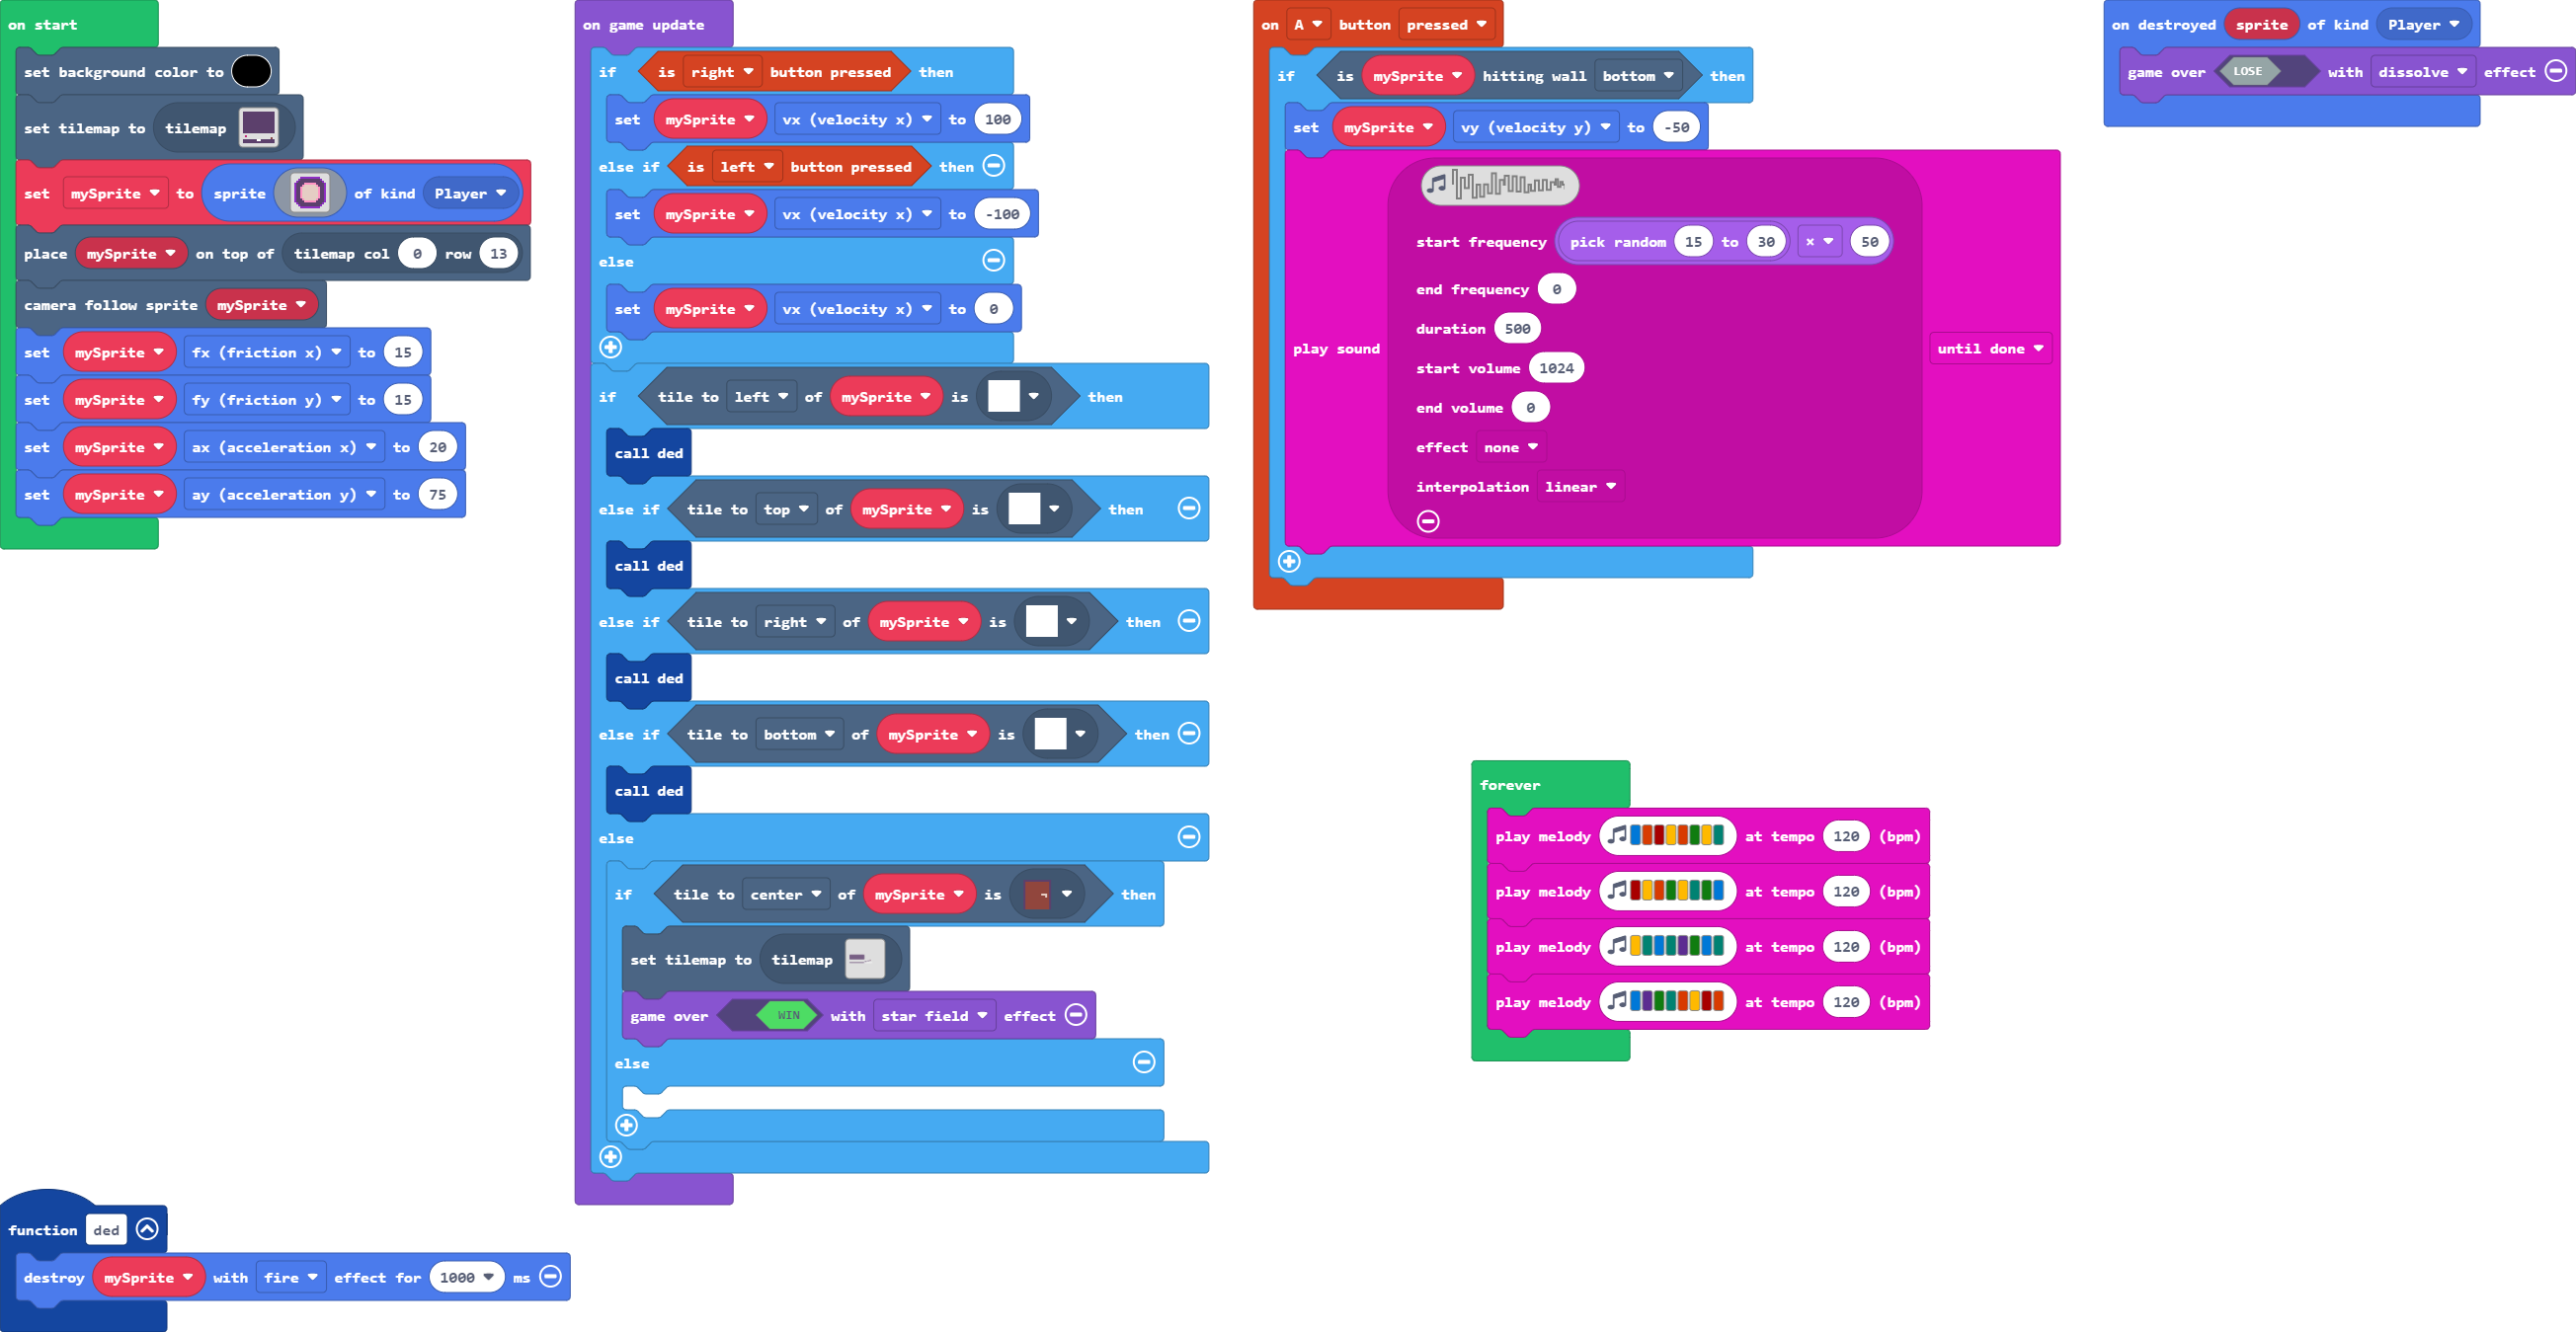 on start
set background color to
set tilemap to tilemap
set mySprite to sprite of kind Player
place mySprite on top of tilemap col 0 row 13
camera follow sprite mySprite
set mySprite fx (friction x) to 15
set mySprite fy (friction y) to 15
set mySprite ax (acceleration x) to 20
set mySprite ay (acceleration y) to 75
on game update
if is right button pressed then
set mySprite vx (velocity x) to 100
else if is left button pressed then
set mySprite vx (velocity x) to -100
else
set mySprite vx (velocity x) to 0
if tile to left of mySprite is then
call ded
else if tile to top of mySprite is then
call ded
else if tile to right of mySprite is then
call ded
else if tile to bottom of mySprite is then
call ded
else
if tile to center of mySprite is then
set tilemap to tilemap
game over WIN with star field effect
else
on A button pressed
if is mySprite hitting wall bottom then
set mySprite vy (velocity y) to -50
play sound until done
start frequency pick random 15 to 30 × 50
end frequency 0
duration 500
start volume 1024
end volume 0
effect none
interpolation linear
on destroyed sprite of kind Player
game over LOSE with dissolve effect
forever
play melody at tempo 120 (bpm)
play melody at tempo 120 (bpm)
play melody at tempo 120 (bpm)
play melody at tempo 120 (bpm)
function ded
destroy mySprite with fire effect for 1000 ms